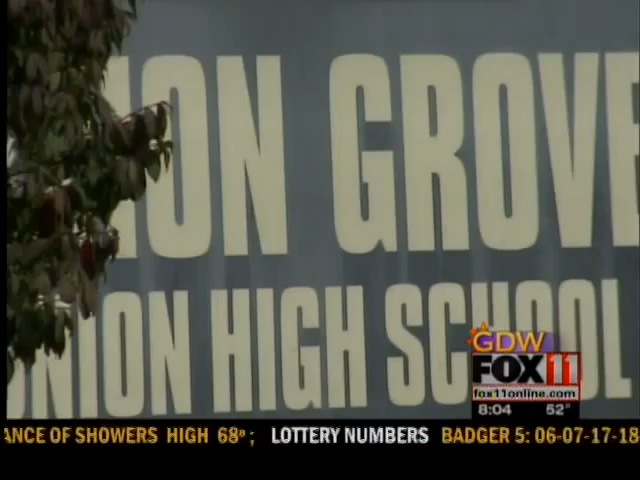 ION GROVE
NION HIGH SCHOOL
GDW
FOX 11
fox11online.com
8:04 52°
ANCE OF SHOWERS HIGH 68°; LOTTERY NUMBERS BADGER 5: 06-07-17-18